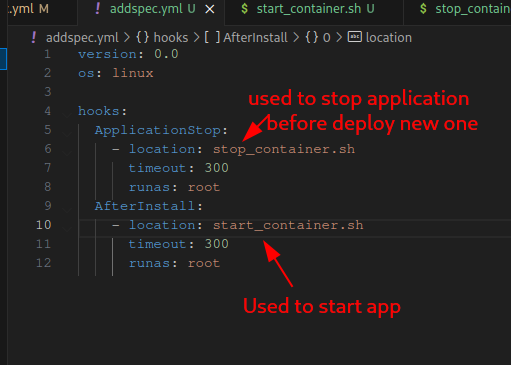 .yml M
! addspec.yml U ×
$ start_container.sh U
$ stop_contain
! addspec.yml > {} hooks > [ ] AfterInstall > {} 0 > abc location
1 version: 0.0
2 os: linux
3
4 hooks:
5 ApplicationStop:
6 - location: stop_container.sh
7 timeout: 300
8 runas: root
9 AfterInstall:
10 - location: start_container.sh
11 timeout: 300
12 runas: root
used to stop application
before deploy new one
Used to start app